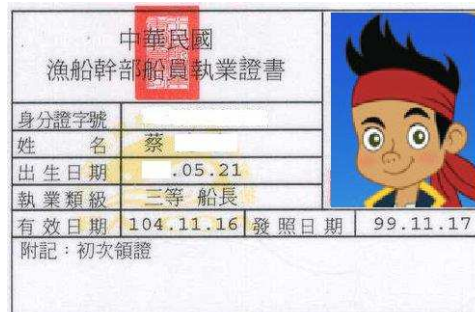 中華民國
漁船幹部船員執業證書
身分證字號
姓名 蔡
出生日期 .05.21
執業類級 三等 船長
有效日期 104.11.16 發照日期 99.11.17
附記：初次領證